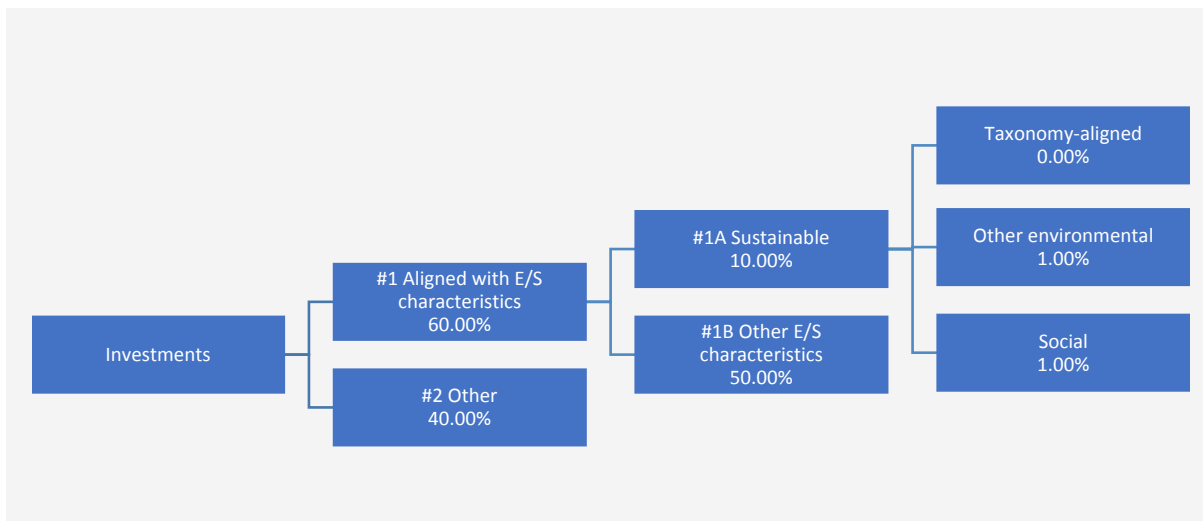 Investments
#1 Aligned with E/S
characteristics
60.00%
#2 Other
40.00%
#1A Sustainable
10.00%
#1B Other E/S
characteristics
50.00%
Taxonomy-aligned
0.00%
Other environmental
1.00%
Social
1.00%